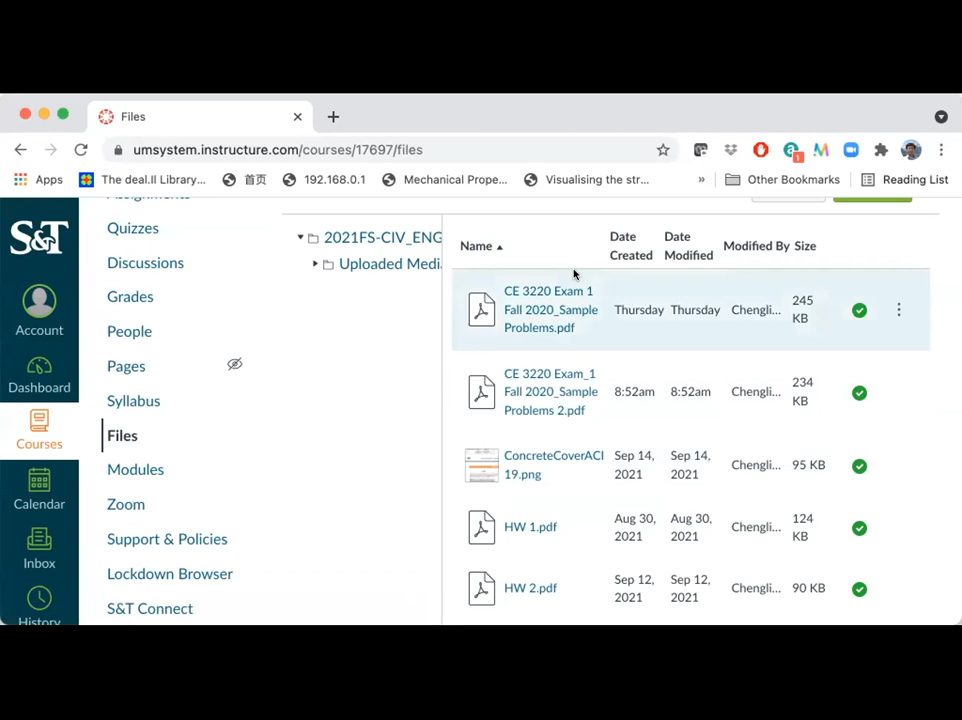 Files
umsystem.instructure.com/courses/17697/files
Apps
The deal.II Library...
首页
192.168.0.1
Mechanical Prope...
Visualising the str...
»
Other Bookmarks
Reading List
S&T
Account
Dashboard
Courses
Calendar
Inbox
History
Assignments
Quizzes
Discussions
Grades
People
Pages
Syllabus
Files
Modules
Zoom
Support & Policies
Lockdown Browser
S&T Connect
2021FS-CIV_ENG
Uploaded Media
Name
Date Created
Date Modified
Modified By
Size
CE 3220 Exam 1
Fall 2020_Sample
Problems.pdf
Thursday
Thursday
Chengli...
245
KB
CE 3220 Exam_1
Fall 2020_Sample
Problems 2.pdf
8:52am
8:52am
Chengli...
234
KB
ConcreteCoverACI
19.png
Sep 14,
2021
Sep 14,
2021
Chengli...
95 KB
HW 1.pdf
Aug 30,
2021
Aug 30,
2021
Chengli...
124
KB
HW 2.pdf
Sep 12,
2021
Sep 12,
2021
Chengli...
90 KB